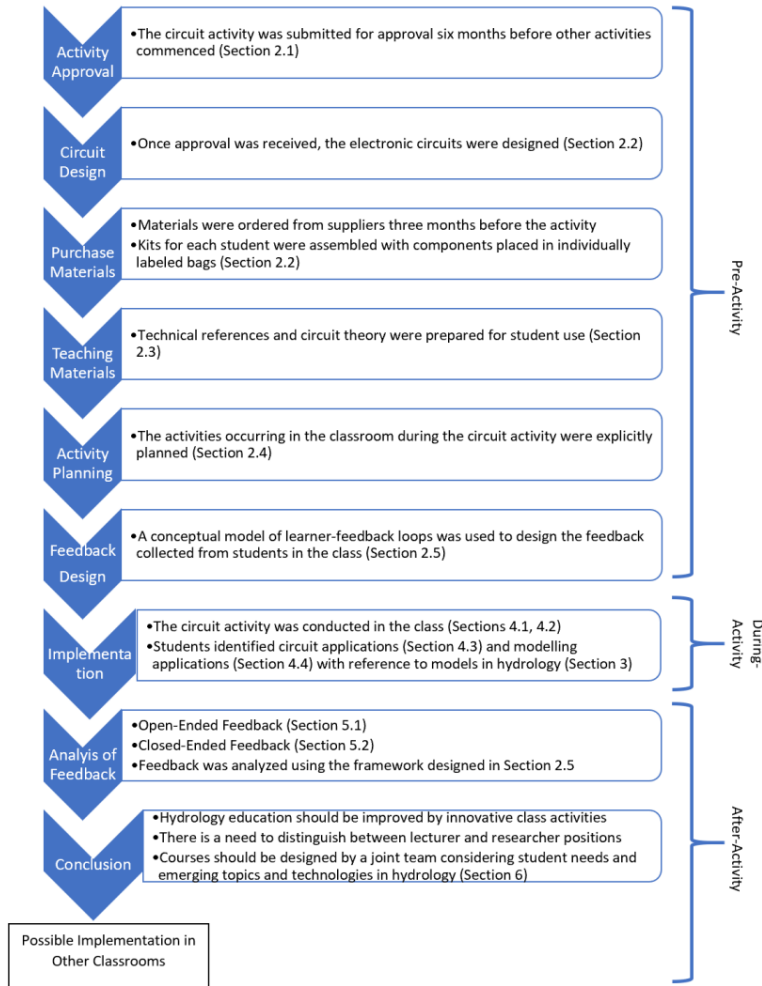 Activity
Approval
•The circuit activity was submitted for approval six months before other activities
commenced (Section 2.1)
Circuit
Design
•Once approval was received, the electronic circuits were designed (Section 2.2)
Purchase
Materials
•Materials were ordered from suppliers three months before the activity
•Kits for each student were assembled with components placed in individually
labeled bags (Section 2.2)
Teaching
Materials
•Technical references and circuit theory were prepared for student use (Section
2.3)
Activity
Planning
•The activities occurring in the classroom during the circuit activity were explicitly
planned (Section 2.4)
Feedback
Design
•A conceptual model of learner-feedback loops was used to design the feedback
collected from students in the class (Section 2.5)
Pre-Activity
Implementa
tion
•The circuit activity was conducted in the class (Sections 4.1, 4.2)
•Students identified circuit applications (Section 4.3) and modelling
applications (Section 4.4) with reference to models in hydrology (Section 3)
During-
Activity
Analyis of
Feedback
•Open-Ended Feedback (Section 5.1)
•Closed-Ended Feedback (Section 5.2)
•Feedback was analyzed using the framework designed in Section 2.5
Conclusion
•Hydrology education should be improved by innovative class activities
•There is a need to distinguish between lecturer and researcher positions
•Courses should be designed by a joint team considering student needs and
emerging topics and technologies in hydrology (Section 6)
After-Activity
Possible Implementation in
Other Classrooms